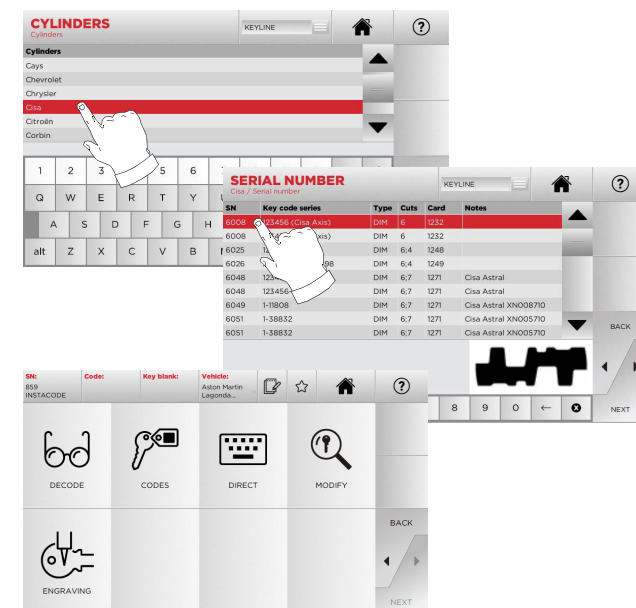 CYLINDERS
Cylinders
KEYLINE
?
Cylinders
Cays
Chevrolet
Chrysler
Cisa
Citroën
Corbin
1 2 3 5 6
Q W E R T Y
A S D F G H
alt Z X C V B
SERIAL NUMBER
Cisa / Serial number
KEYLINE
?
SN Key code series Type Cuts Card Notes
6008 123456 (Cisa Axis) DIM 6 1232
6008 DIM 6 1232
6025 DIM 6;4 1248
6026 DIM 6;4 1249
6048 DIM 6;7 1271 Cisa Astral
6048 123456 DIM 6;7 1271 Cisa Astral
6049 1-11808 DIM 6;7 1271 Cisa Astral XN008710
6051 1-38832 DIM 6;7 1271 Cisa Astral XN005710
6051 1-38832 DIM 6;7 1271 Cisa Astral XN005710
BACK
NEXT
8 9 0 ←
SN: Code: Key blank: Vehicle:
859 Aston Martin
INSTACODE Lagonda...
?
DECODE CODES DIRECT MODIFY
BACK
ENGRAVING
NEXT